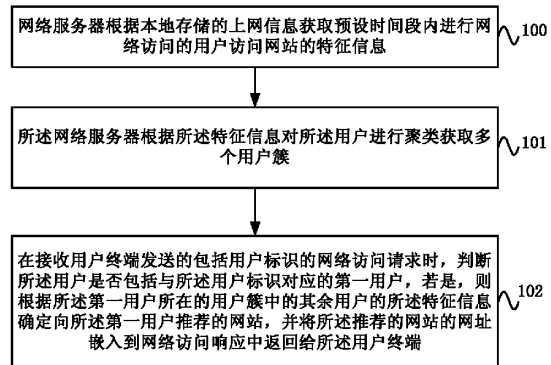 网络服务器根据本地存储的上网信息获取预设时间段内进行网
络访问的用户访问网站的特征信息
100
所述网络服务器根据所述特征信息对所述用户进行聚类获取多
个用户簇
101
在接收用户终端发送的包括用户标识的网络访问请求时，判断
所述用户是否包括与所述用户标识对应的第一用户，若是，则
根据所述第一用户所在的用户簇中的其余用户的所述特征信息
确定向所述第一用户推荐的网站，并将所述推荐的网站的网址
嵌入到网络访问响应中返回给所述用户终端
102